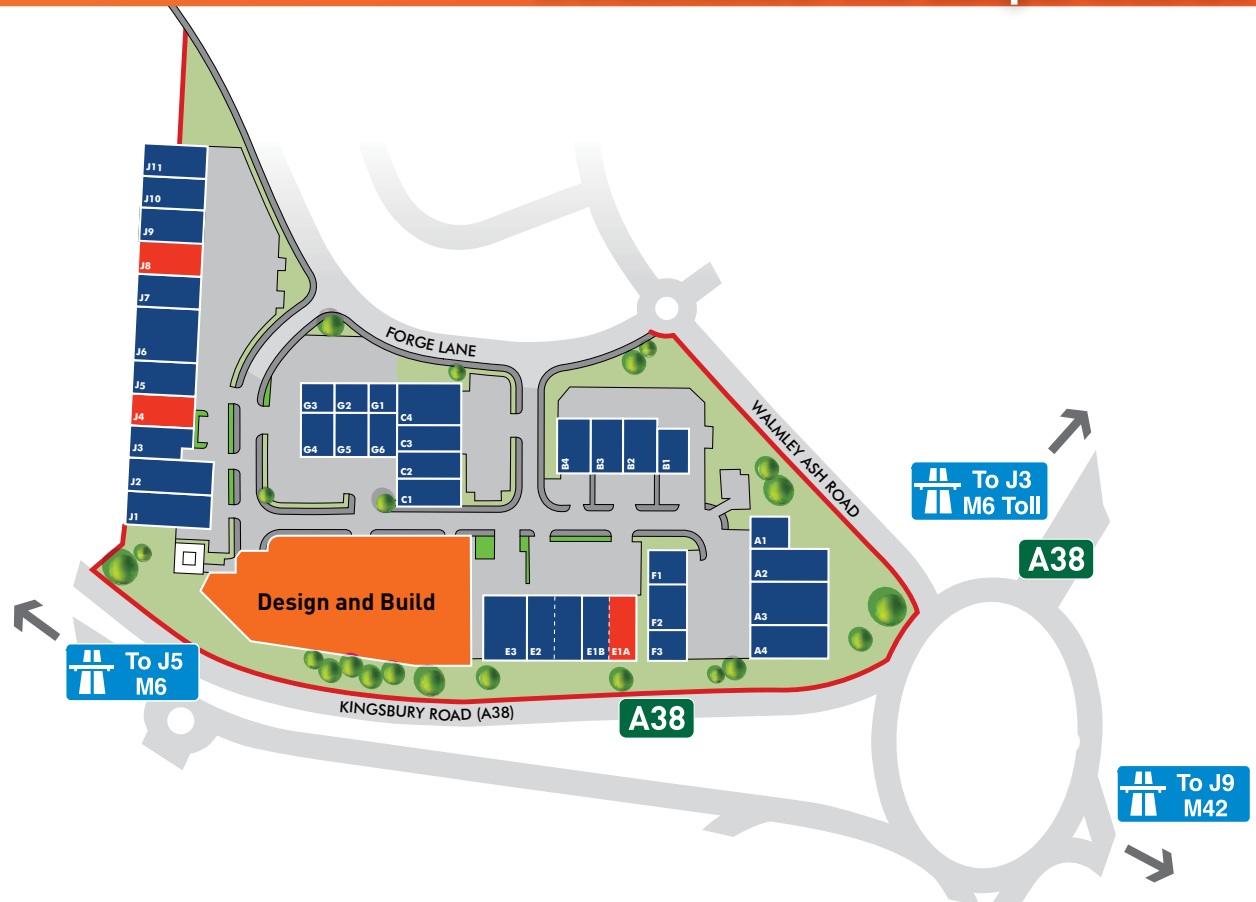 J11
J10
J9
J8
J7
J6
J5
J4
J3
J2
J1
FORGE LANE
G3 G2 G1
G4 G5 G6
C4
C3
C2
C1
B4 B3 B2 B1
WALMLEY ASH ROAD
To J3
M6 Toll
A38
A1
A2
A3
A4
F1
F2
F3
Design and Build
E3 E2 E1B E1A
To J5
M6
KINGSBURY ROAD (A38)
A38
To J9
M42